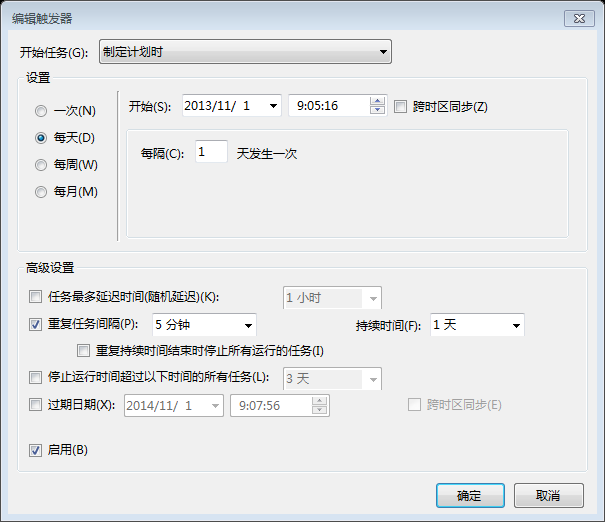 编辑触发器
开始任务(G): 制定计划时
设置
一次(N)
每天(D)
每周(W)
每月(M)
开始(S): 2013/11/ 1 9:05:16 跨时区同步(Z)
每隔(C): 1 天发生一次
高级设置
任务最多延迟时间(随机延迟)(K): 1 小时
重复任务间隔(P): 5 分钟 持续时间(F): 1 天
重复持续时间结束时停止所有运行的任务(I)
停止运行时间超过以下时间的所有任务(L): 3 天
过期日期(X): 2014/11/ 1 9:07:56 跨时区同步(E)
启用(B)
确定 取消